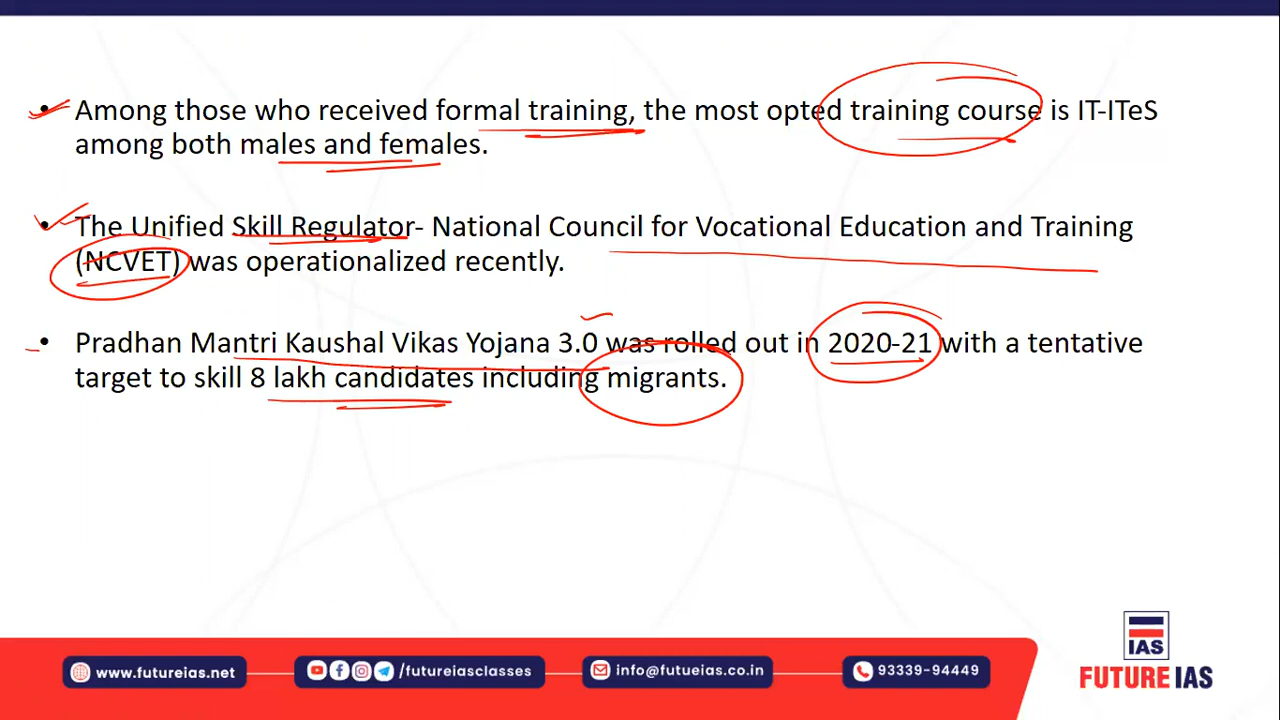 • Among those who received formal training, the most opted training course is IT-ITeS
among both males and females.
• The Unified Skill Regulator- National Council for Vocational Education and Training
(NCVET) was operationalized recently.
• Pradhan Mantri Kaushal Vikas Yojana 3.0 was rolled out in 2020-21 with a tentative
target to skill 8 lakh candidates including migrants.
IAS
www.futureias.net
/futureiasclasses
info@futueias.co.in
93339-94449
FUTURE IAS